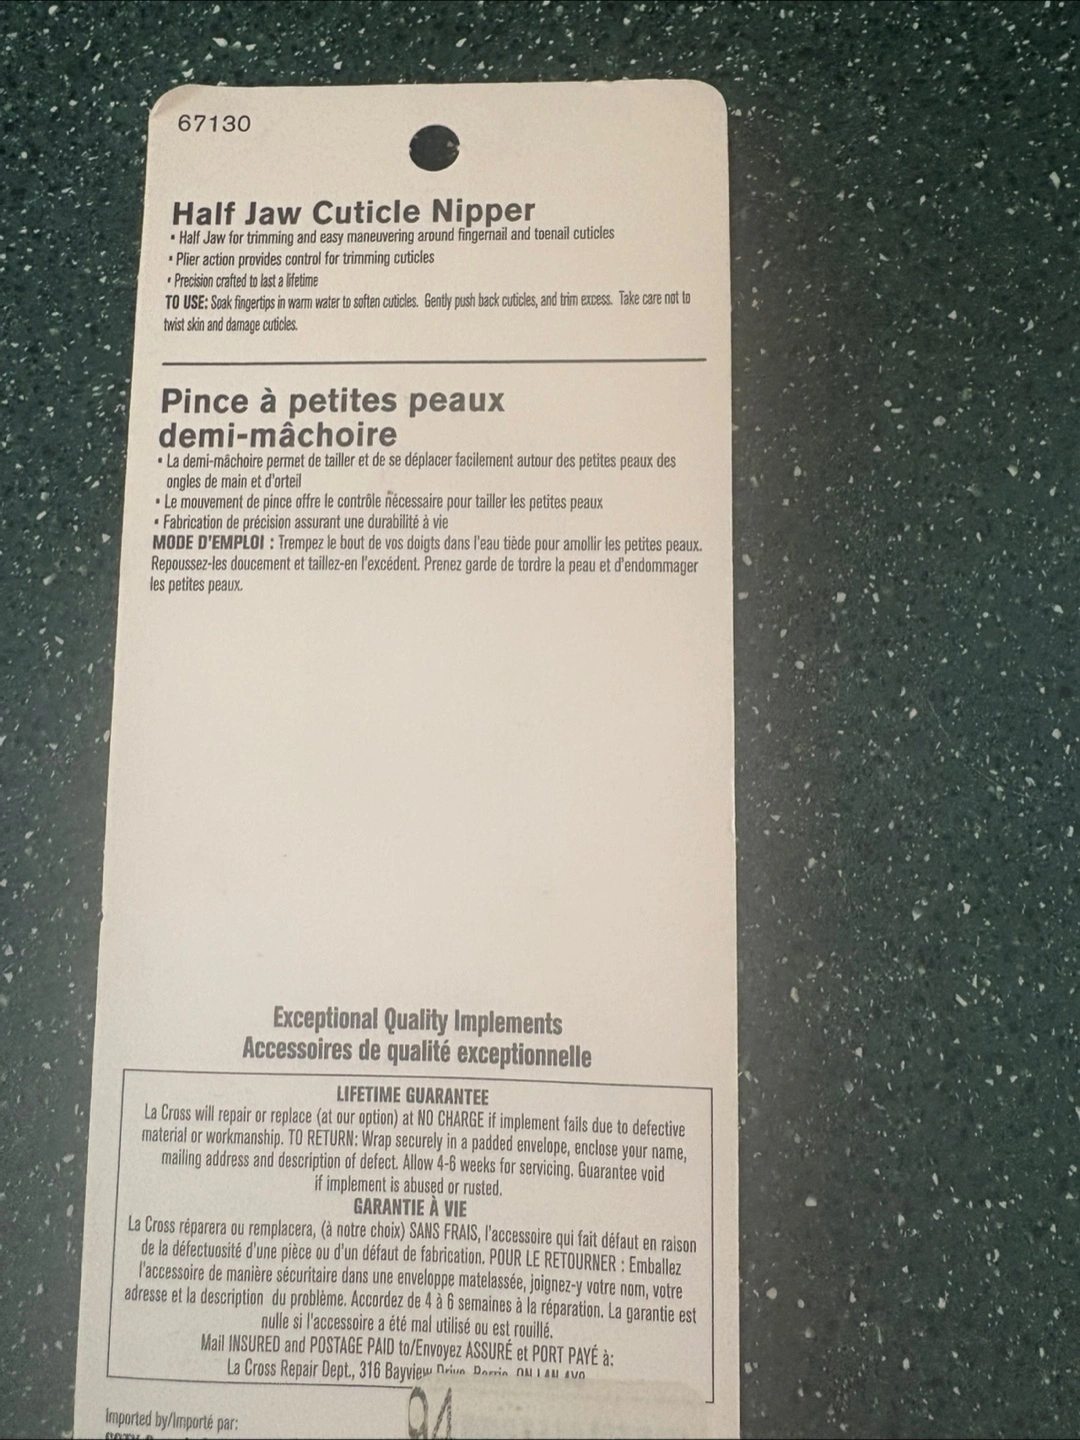 67130
Half Jaw Cuticle Nipper
• Half Jaw for trimming and easy maneuvering around fingernail and toenail cuticles
• Plier action provides control for trimming cuticles
• Precision crafted to last a lifetime
TO USE: Soak fingertips in warm water to soften cuticles. Gently push back cuticles, and trim excess. Take care not to
twist skin and damage cuticles.
Pince à petites peaux
demi-mâchoire
• La demi-mâchoire permet de tailler et de se déplacer facilement autour des petites peaux des
ongles de main et d'orteil
• Le mouvement de pince offre le contrôle nécessaire pour tailler les petites peaux
• Fabrication de précision assurant une durabilité à vie
MODE D'EMPLOI : Trempez le bout de vos doigts dans l'eau tiède pour amollir les petites peaux.
Repoussez-les doucement et taillez-en l'excédent. Prenez garde de tordre la peau et d'endommager
les petites peaux.
Exceptional Quality Implements
Accessoires de qualité exceptionnelle
LIFETIME GUARANTEE
La Cross will repair or replace (at our option) at NO CHARGE if implement fails due to defective
material or workmanship. TO RETURN: Wrap securely in a padded envelope, enclose your name,
mailing address and description of defect. Allow 4-6 weeks for servicing. Guarantee void
if implement is abused or rusted.
GARANTIE À VIE
La Cross réparera ou remplacera, (à notre choix) SANS FRAIS, l'accessoire qui fait défaut en raison
de la défectuosité d'une pièce ou d'un défaut de fabrication. POUR LE RETOURNER : Emballez
l'accessoire de manière sécuritaire dans une enveloppe matelassée, joignez-y votre nom, votre
adresse et la description du problème. Accordez de 4 à 6 semaines à la réparation. La garantie est
nulle si l'accessoire a été mal utilisé ou est rouillé.
Mail INSURED and POSTAGE PAID to/Envoyez ASSURÉ et PORT PAYÉ à:
La Cross Repair Dept., 316 Bayview Drive, Barrie, ON
94
Imported by/Importé par: